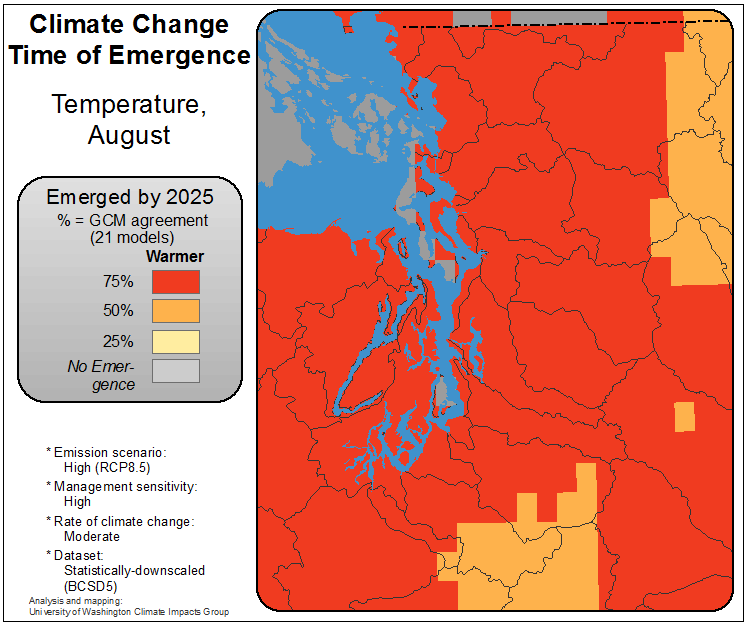 Climate Change
Time of Emergence
Temperature,
August
Emerged by 2025
% = GCM agreement
(21 models)
Warmer
75%
50%
25%
No Emer-
gence
* Emission scenario:
High (RCP8.5)
* Management sensitivity:
High
* Rate of climate change:
Moderate
* Dataset:
Statistically-downscaled
(BCSD5)
Analysis and mapping:
University of Washington Climate Impacts Group